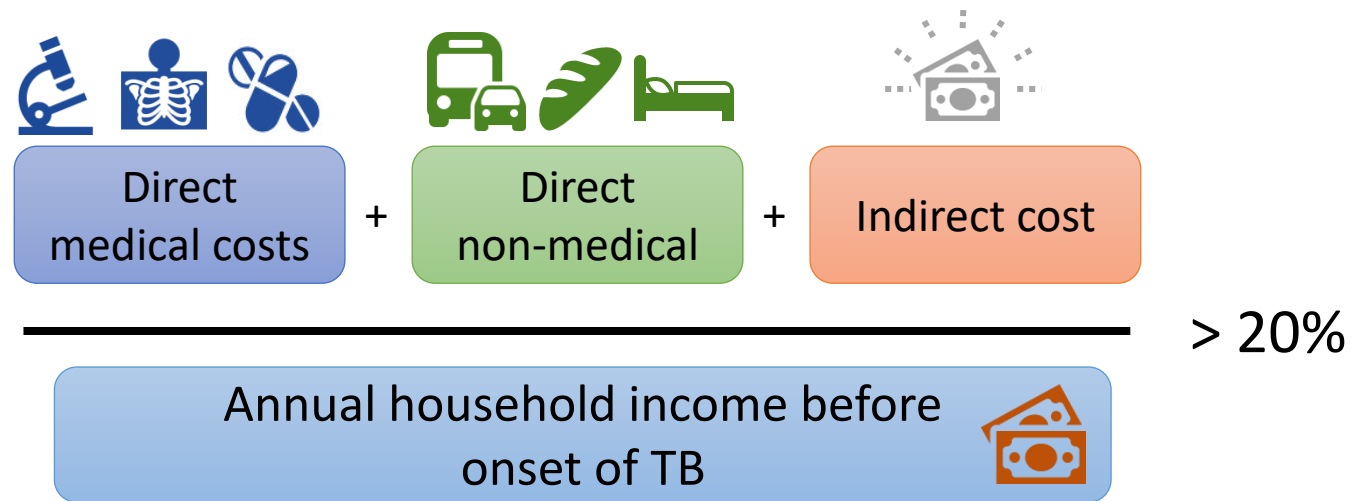 Direct
medical costs
+
Direct
non-medical
+
Indirect cost
> 20%
Annual household income before
onset of TB